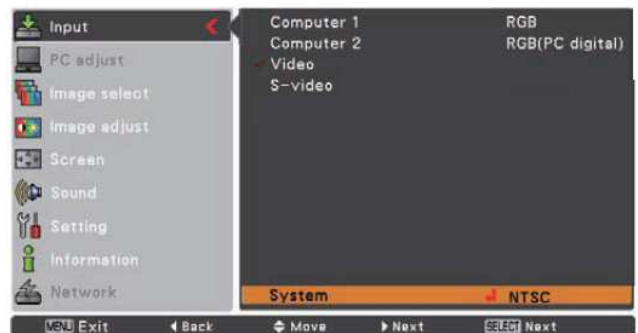 Input
PC adjust
Image select
Image adjust
Screen
Sound
Setting
Information
Network
Computer 1 RGB
Computer 2 RGB(PC digital)
Video
S-video
System NTSC
MENU Exit Back Move Next SELECT Next